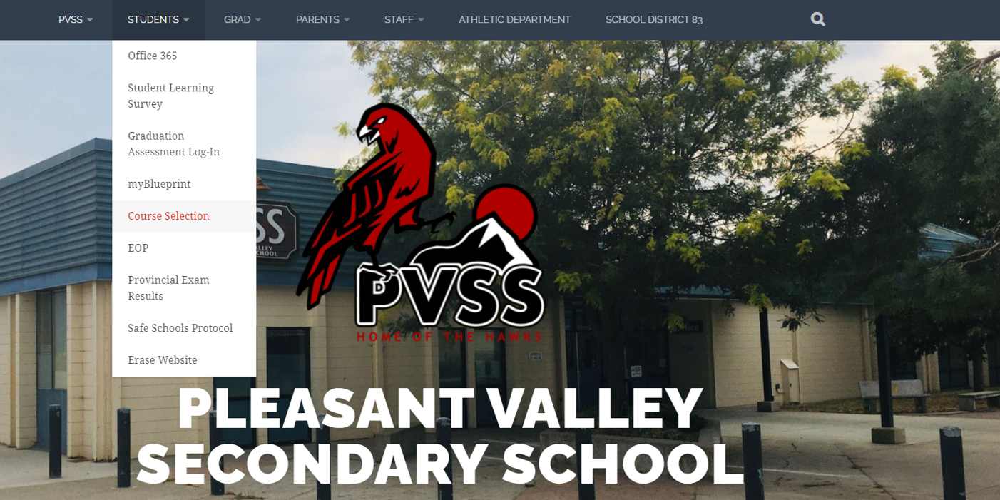 PVSS
STUDENTS
GRAD
PARENTS
STAFF
ATHLETIC DEPARTMENT
SCHOOL DISTRICT 83
Office 365
Student Learning
Survey
Graduation
Assessment Log-In
myBlueprint
Course Selection
EOP
Provincial Exam
Results
Safe Schools Protocol
Erase Website
SS
LLEY
CHOOL
PVSS
HOME OF THE HAWKS
PLEASANT VALLEY
SECONDARY SCHOOL